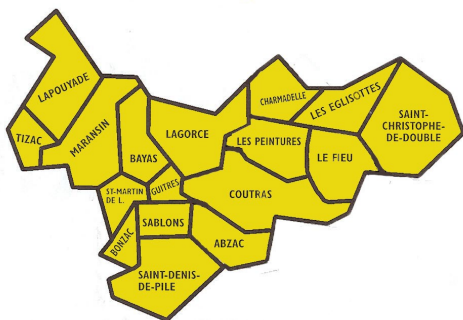 LAPOUYADE
TIZAC
MARANSIN
BAYAS
LAGORCE
CHARMADELLE
LES EGLISOTTES
SAINT-
CHRISTOPHE-
DE-DOUBLE
LES PEINTURES
LE FIEU
ST-MARTIN
DE L.
GUITRES
COUTRAS
BONZAC
SABLONS
ABZAC
SAINT-DENIS-
DE-PILE